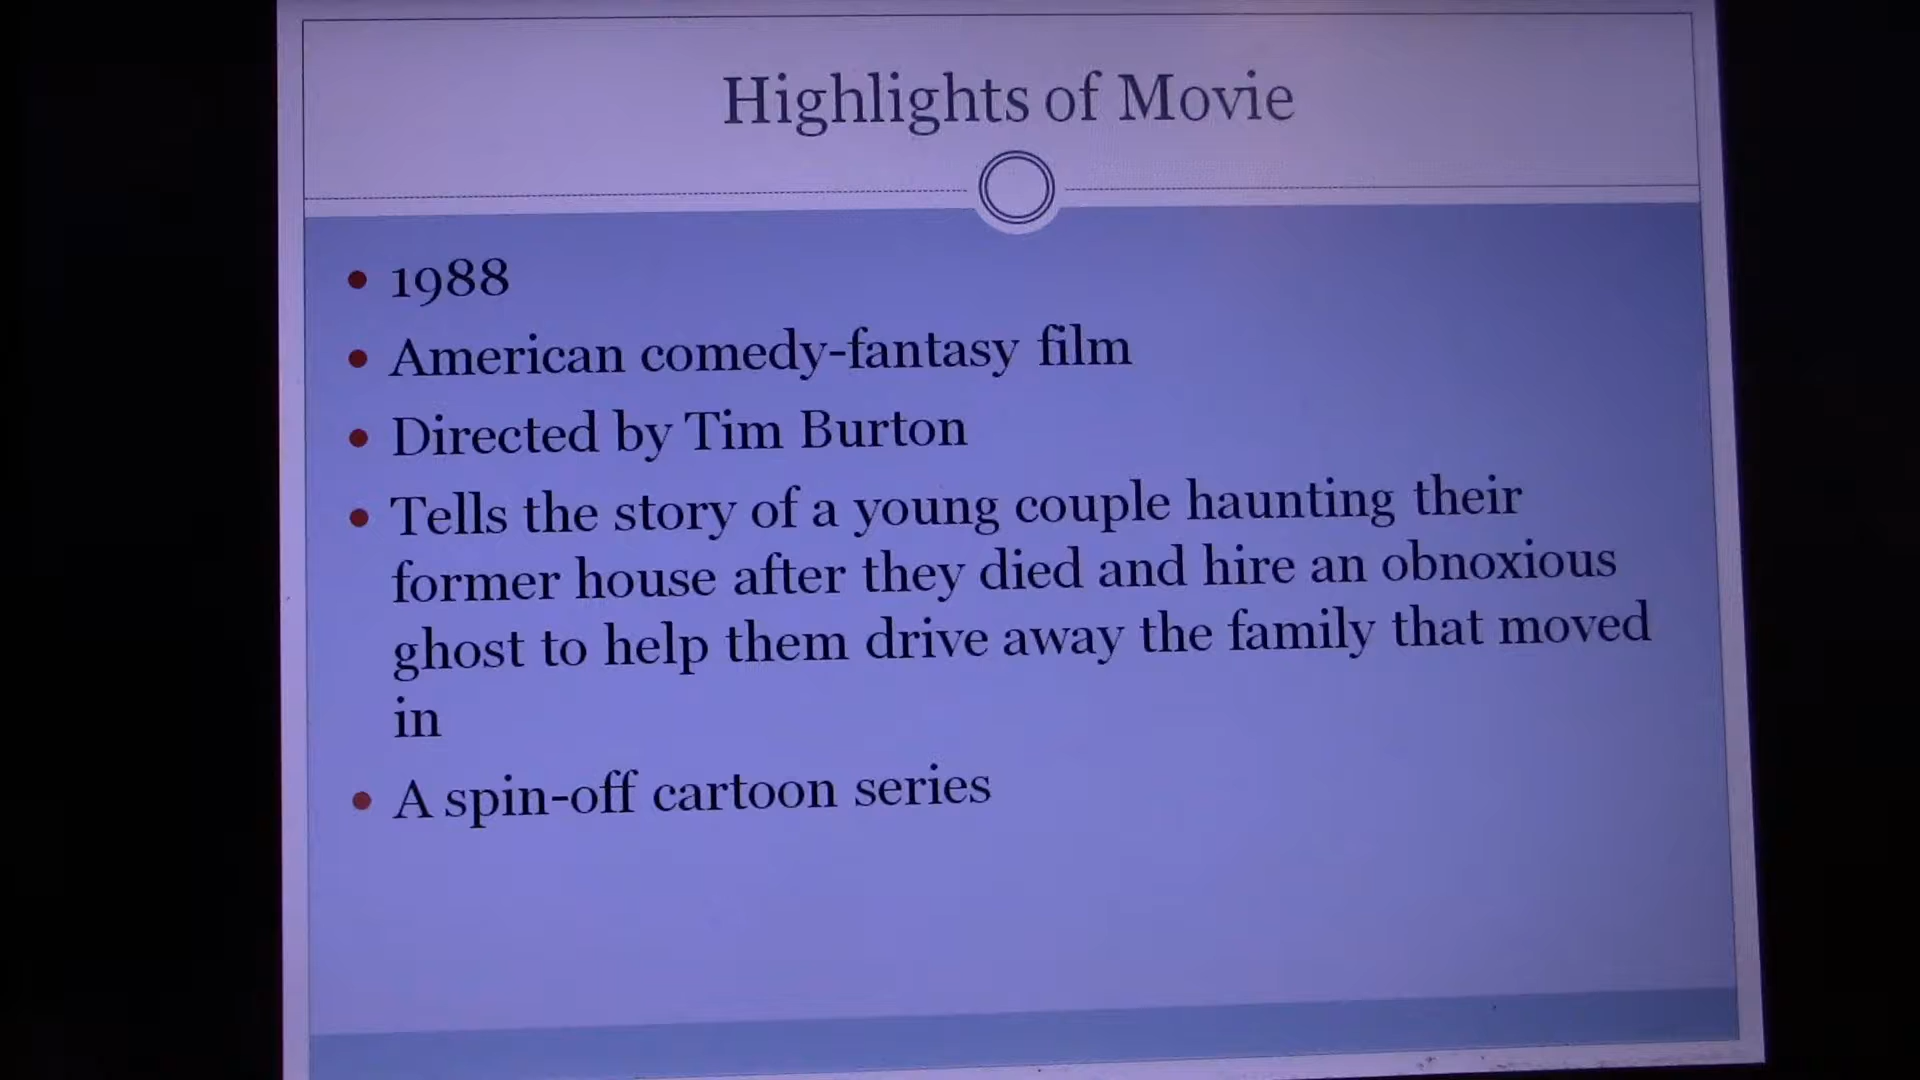 Highlights of Movie
1988
American comedy-fantasy film
Directed by Tim Burton
Tells the story of a young couple haunting their
former house after they died and hire an obnoxious
ghost to help them drive away the family that moved
in
A spin-off cartoon series